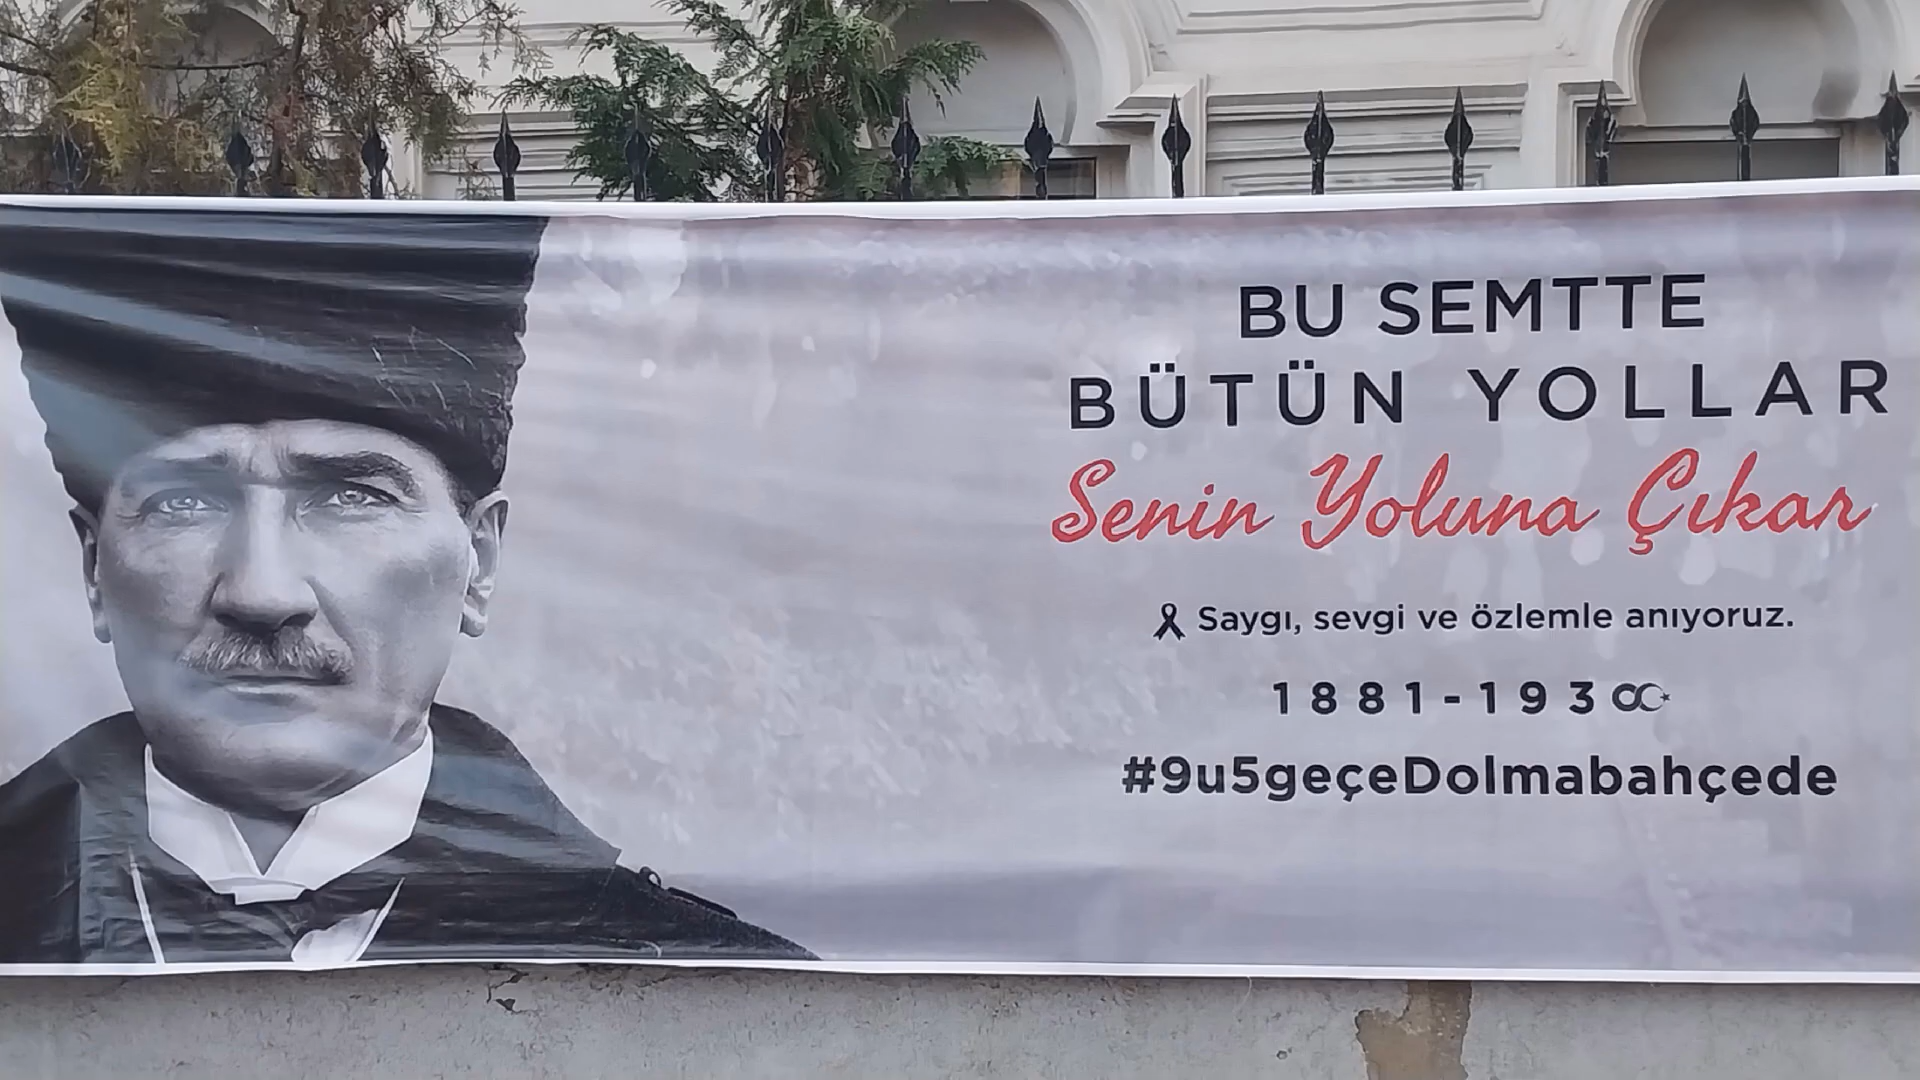 BU SEMTTE
BÜTÜN YOLLAR
Senin Yoluna Çıkar
Saygı, sevgi ve özlemle anıyoruz.
1881-193∞
#9u5geçeDolmabahçede